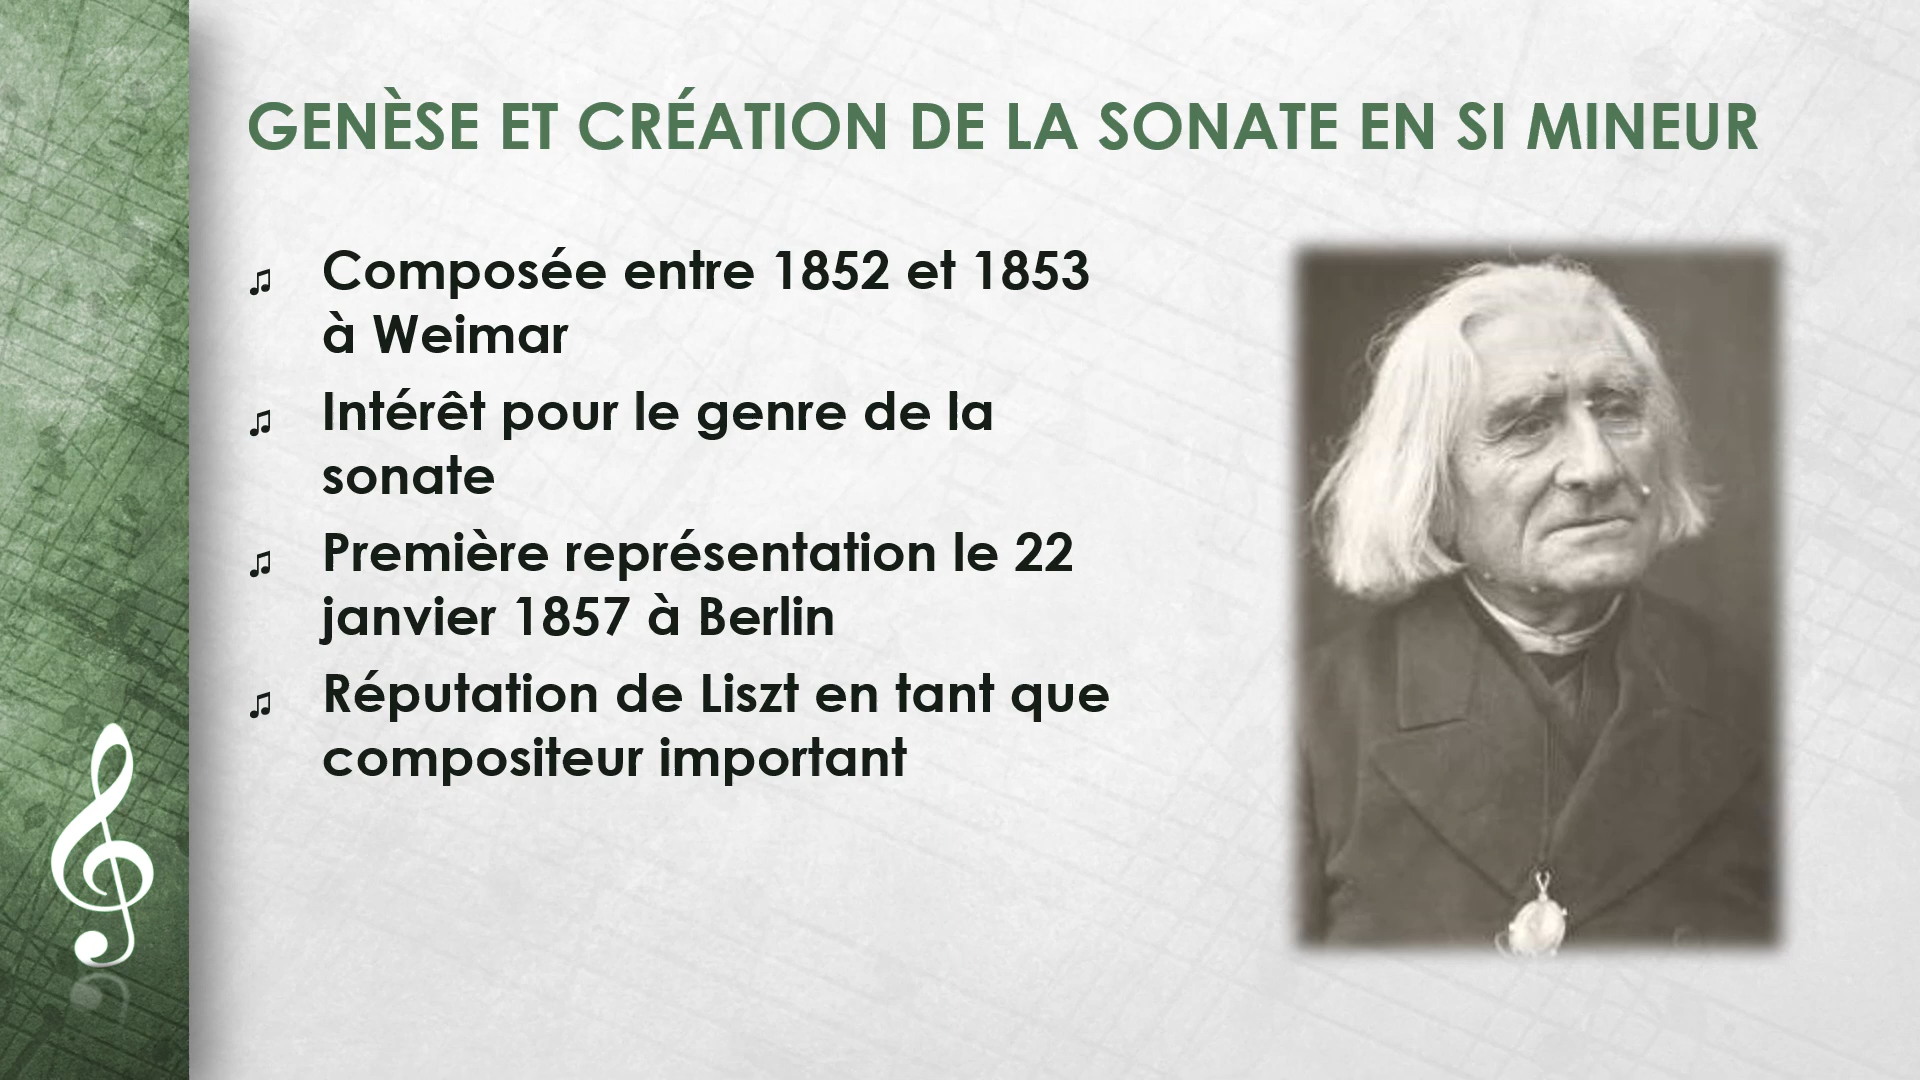 GENÈSE ET CRÉATION DE LA SONATE EN SI MINEUR
♫ Composée entre 1852 et 1853
à Weimar
♫ Intérêt pour le genre de la
sonate
♫ Première représentation le 22
janvier 1857 à Berlin
♫ Réputation de Liszt en tant que
compositeur important